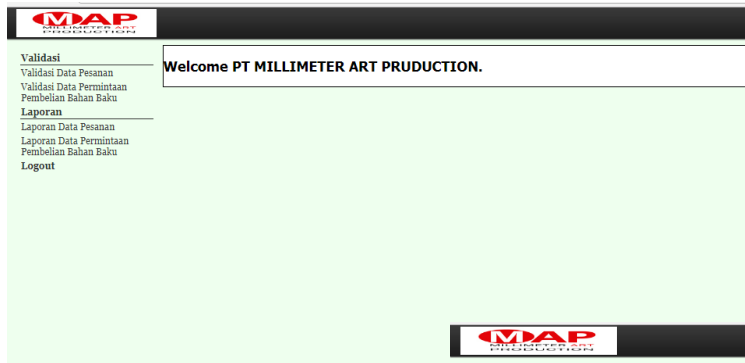 MAP
MILLIMETER ART
PRODUCTION
Validasi
Validasi Data Pesanan
Validasi Data Permintaan
Pembelian Bahan Baku
Laporan
Laporan Data Pesanan
Laporan Data Permintaan
Pembelian Bahan Baku
Logout
Welcome PT MILLIMETER ART PRUDUCTION.
MAP
MILLIMETER ART
PRODUCTION